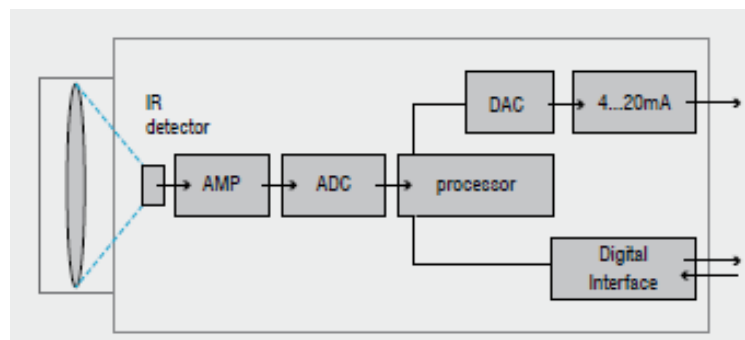 IR
detector
AMP
ADC
processor
DAC
4...20mA
Digital
Interface